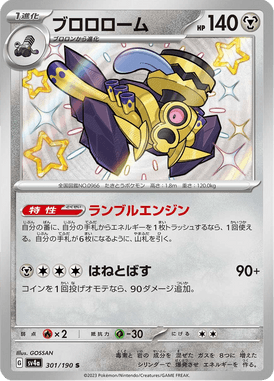 1進化
ブロロローム
HP 140
ブロロンから進化
全国図鑑NO.0966 たきとうポケモン 高さ:1.8m 重さ:120.0kg
特性 ランブルエンジン
自分の番に、自分の手札からエネルギーを1枚トラッシュするなら、1回使える。
自分の手札が6枚になるように、山札を引く。
はねとばす 90+
コインを1回投げオモテなら、90ダメージ追加。
弱点 ×2 抵抗力 -30 にげる
Illus. GOSSAN
sv4a 301/190 S
©2023 Pokémon/Nintendo/Creatures/GAME FREAK.